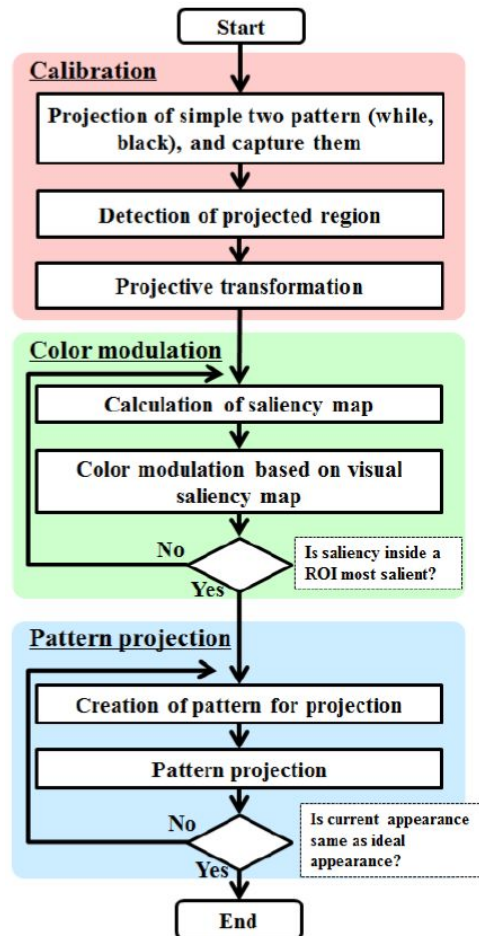 Start
Calibration
Projection of simple two pattern (while,
black), and capture them
Detection of projected region
Projective transformation
Color modulation
Calculation of saliency map
Color modulation based on visual
saliency map
No
Is saliency inside a
ROI most salient?
Yes
Pattern projection
Creation of pattern for projection
Pattern projection
No
Is current appearance
same as ideal
appearance?
Yes
End